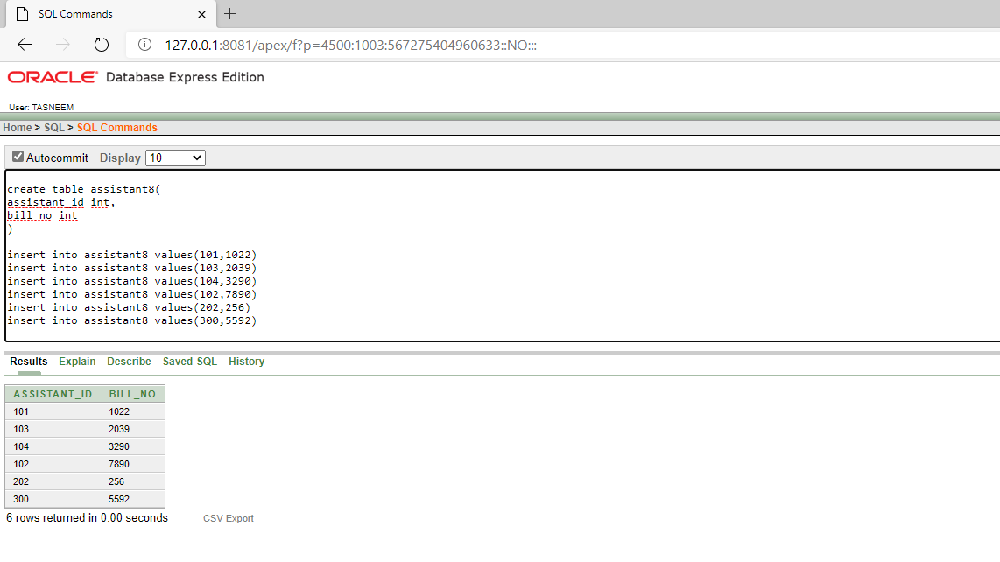 SQL Commands
127.0.0.1:8081/apex/f?p=4500:1003:567275404960633::NO:::
ORACLE® Database Express Edition
User: TASNEEM
Home > SQL > SQL Commands
Autocommit Display 10
create table assistant8(
assistant_id int,
bill_no int
)
insert into assistant8 values(101,1022)
insert into assistant8 values(103,2039)
insert into assistant8 values(104,3290)
insert into assistant8 values(102,7890)
insert into assistant8 values(202,256)
insert into assistant8 values(300,5592)
Results Explain Describe Saved SQL History
ASSISTANT_ID BILL_NO
101 1022
103 2039
104 3290
102 7890
202 256
300 5592
6 rows returned in 0.00 seconds CSV Export